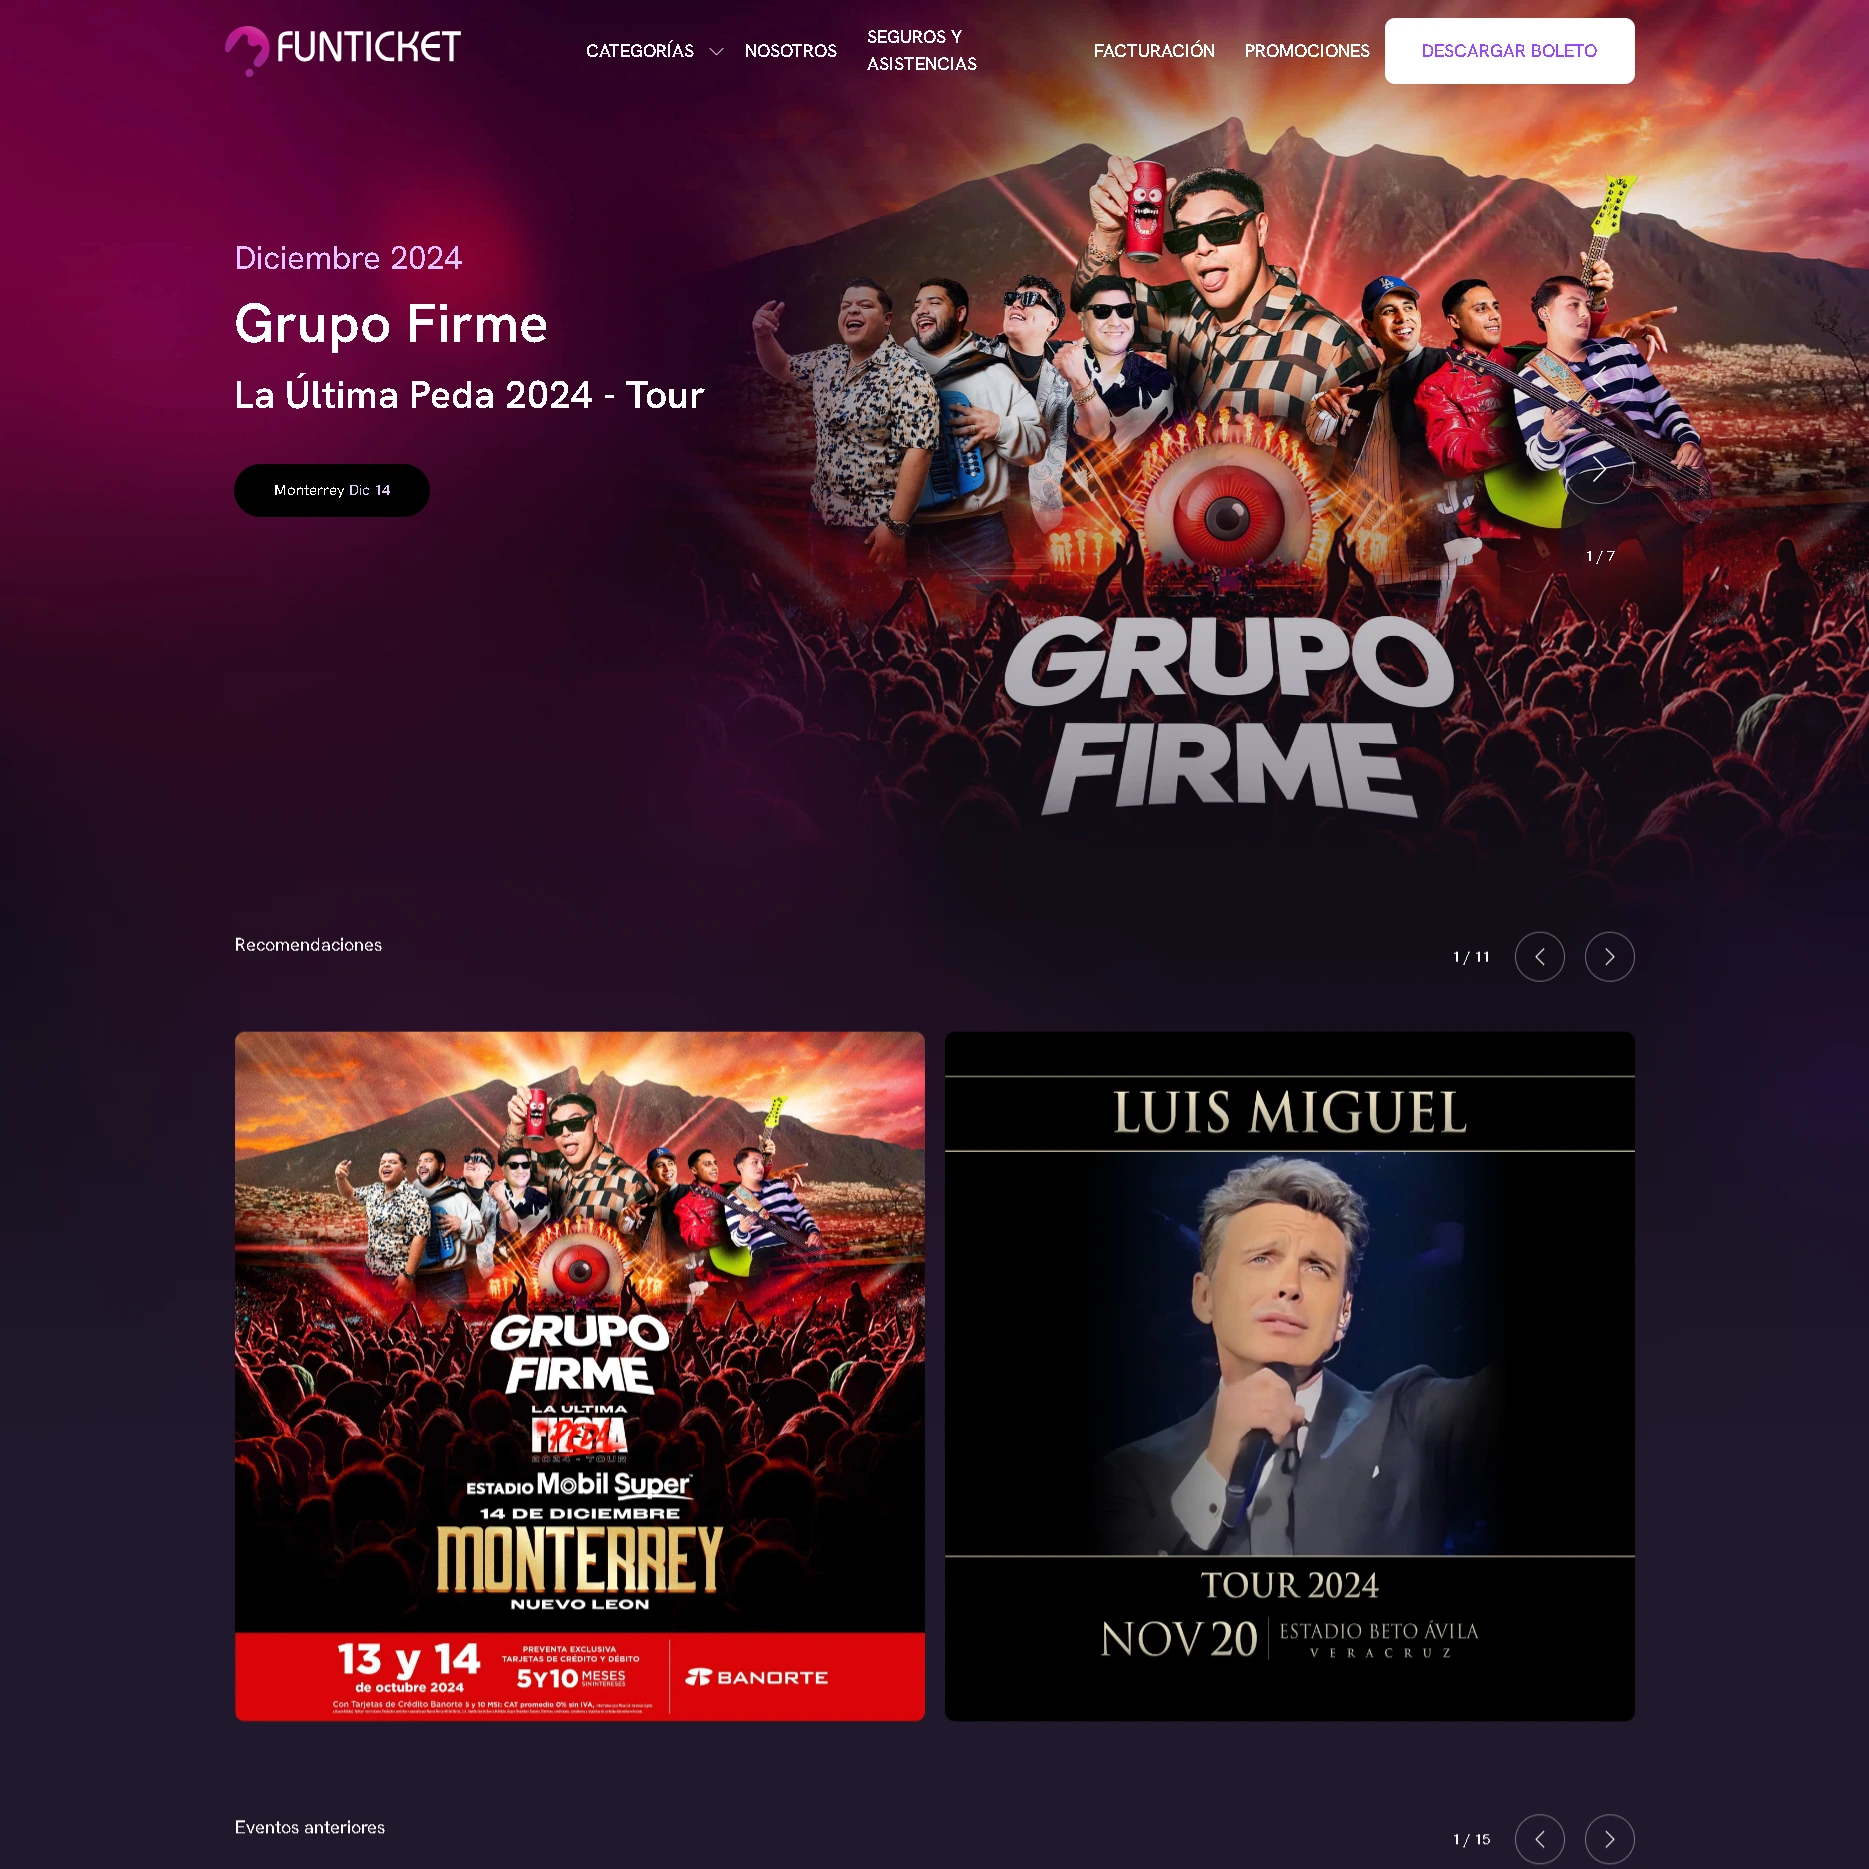 FUNTICKET
CATEGORÍAS
NOSOTROS
SEGUROS Y
ASISTENCIAS
FACTURACIÓN
PROMOCIONES
DESCARGAR BOLETO
Diciembre 2024
Grupo Firme
La Última Peda 2024 - Tour
Monterrey Dic 14
1 / 7
GRUPO
FIRME
Recomendaciones
1 / 11
GRUPO
FIRME
LA ULTIMA
PEDA
2024 - TOUR
ESTADIO Mobil Super
14 DE DICIEMBRE
MONTERREY
NUEVO LEON
13 y 14
de octubre 2024
PREVENTA EXCLUSIVA
TARJETAS DE CRÉDITO Y DÉBITO
5Y10 MESES
SIN INTERESES
BANORTE
Con Tarjetas de Crédito Banorte 5 y 10 MSI: CAT promedio 0% sin IVA,
LUIS MIGUEL
TOUR 2024
NOV 20
ESTADIO BETO ÁVILA
VERACRUZ
Eventos anteriores
1 / 15